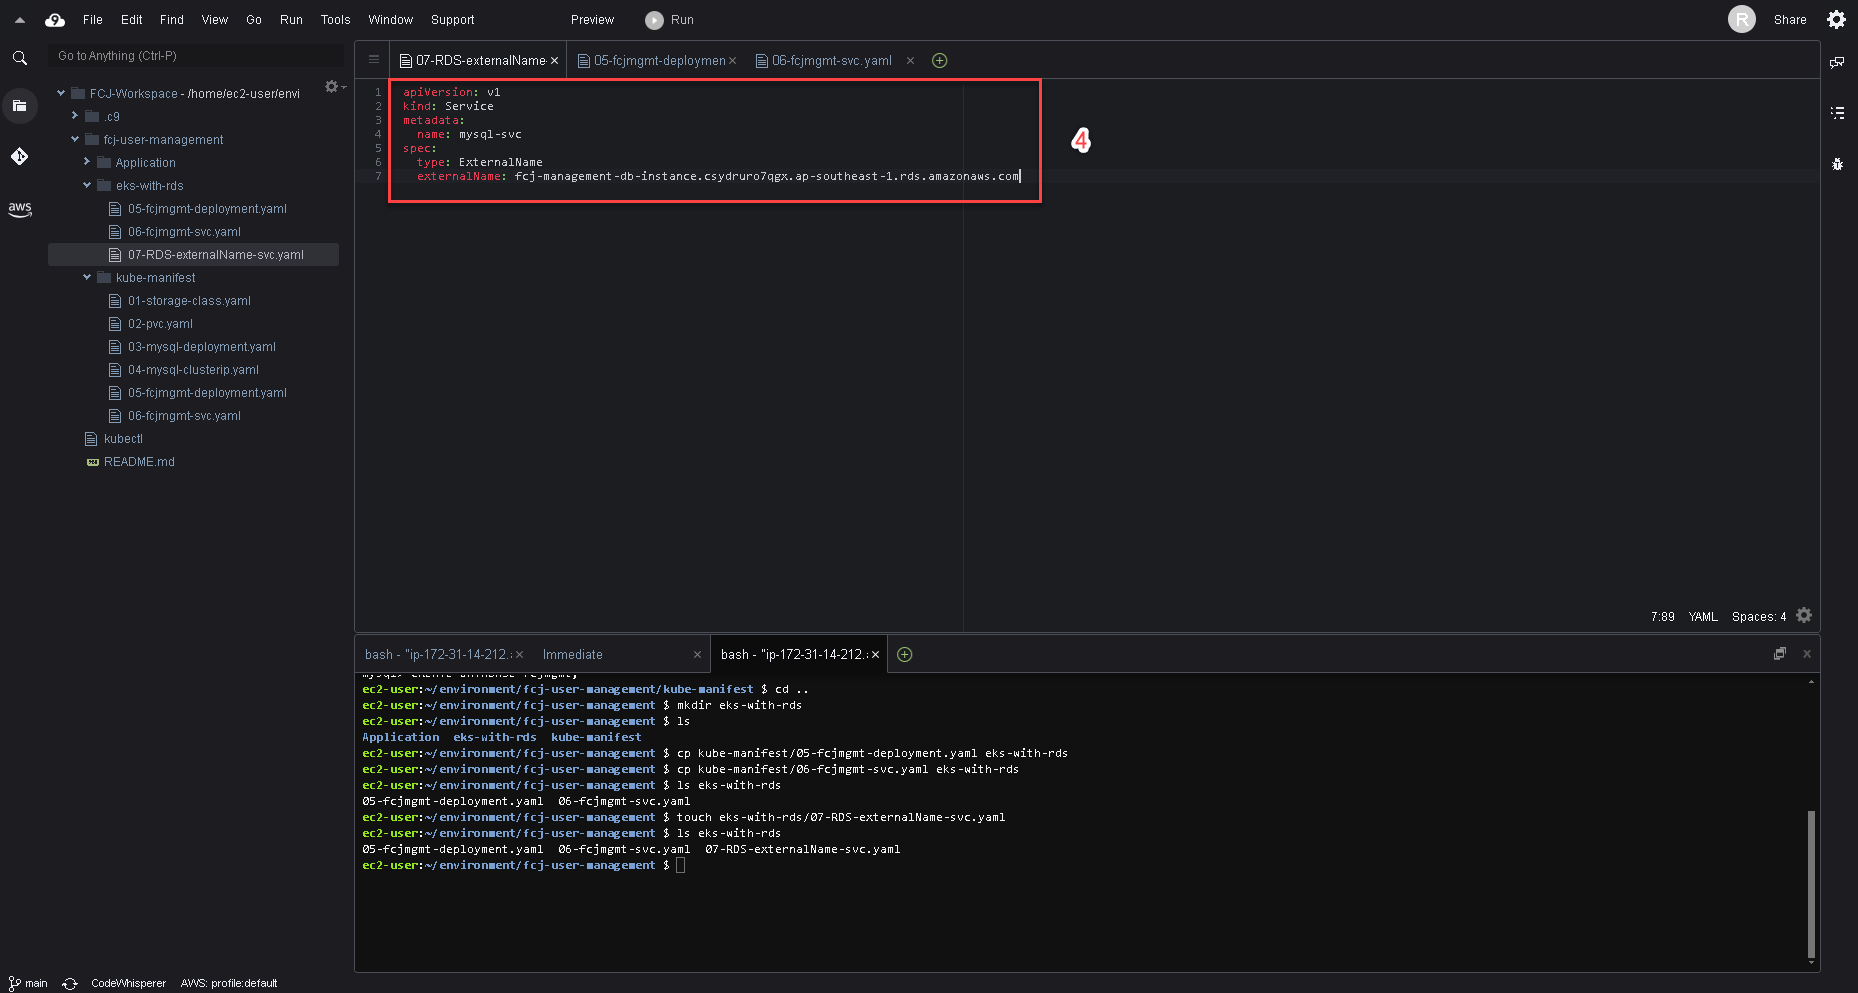 File Edit Find View Go Run Tools Window Support Preview Run R Share
Go to Anything (Ctrl-P)
FCJ-Workspace - /home/ec2-user/envi
.c9
fcj-user-management
Application
eks-with-rds
05-fcjmgmt-deployment.yaml
06-fcjmgmt-svc.yaml
07-RDS-externalName-svc.yaml
kube-manifest
01-storage-class.yaml
02-pvc.yaml
03-mysql-deployment.yaml
04-mysql-clusterip.yaml
05-fcjmgmt-deployment.yaml
06-fcjmgmt-svc.yaml
kubectl
README.md
aws
07-RDS-externalName 05-fcjmgmt-deploymen 06-fcjmgmt-svc.yaml
1 apiVersion: v1
2 kind: Service
3 metadata:
4 name: mysql-svc
5 spec:
6 type: ExternalName
7 externalName: fcj-management-db-instance.csydruro7qgx.ap-southeast-1.rds.amazonaws.com
4
7:89 YAML Spaces: 4
bash - "ip-172-31-14-212. Immediate bash - "ip-172-31-14-212.
ec2-user:~/environment/fcj-user-management/kube-manifest $ cd ..
ec2-user:~/environment/fcj-user-management $ mkdir eks-with-rds
ec2-user:~/environment/fcj-user-management $ ls
Application eks-with-rds kube-manifest
ec2-user:~/environment/fcj-user-management $ cp kube-manifest/05-fcjmgmt-deployment.yaml eks-with-rds
ec2-user:~/environment/fcj-user-management $ cp kube-manifest/06-fcjmgmt-svc.yaml eks-with-rds
ec2-user:~/environment/fcj-user-management $ ls eks-with-rds
05-fcjmgmt-deployment.yaml 06-fcjmgmt-svc.yaml
ec2-user:~/environment/fcj-user-management $ touch eks-with-rds/07-RDS-externalName-svc.yaml
ec2-user:~/environment/fcj-user-management $ ls eks-with-rds
05-fcjmgmt-deployment.yaml 06-fcjmgmt-svc.yaml 07-RDS-externalName-svc.yaml
ec2-user:~/environment/fcj-user-management $
main CodeWhisperer AWS: profile:default